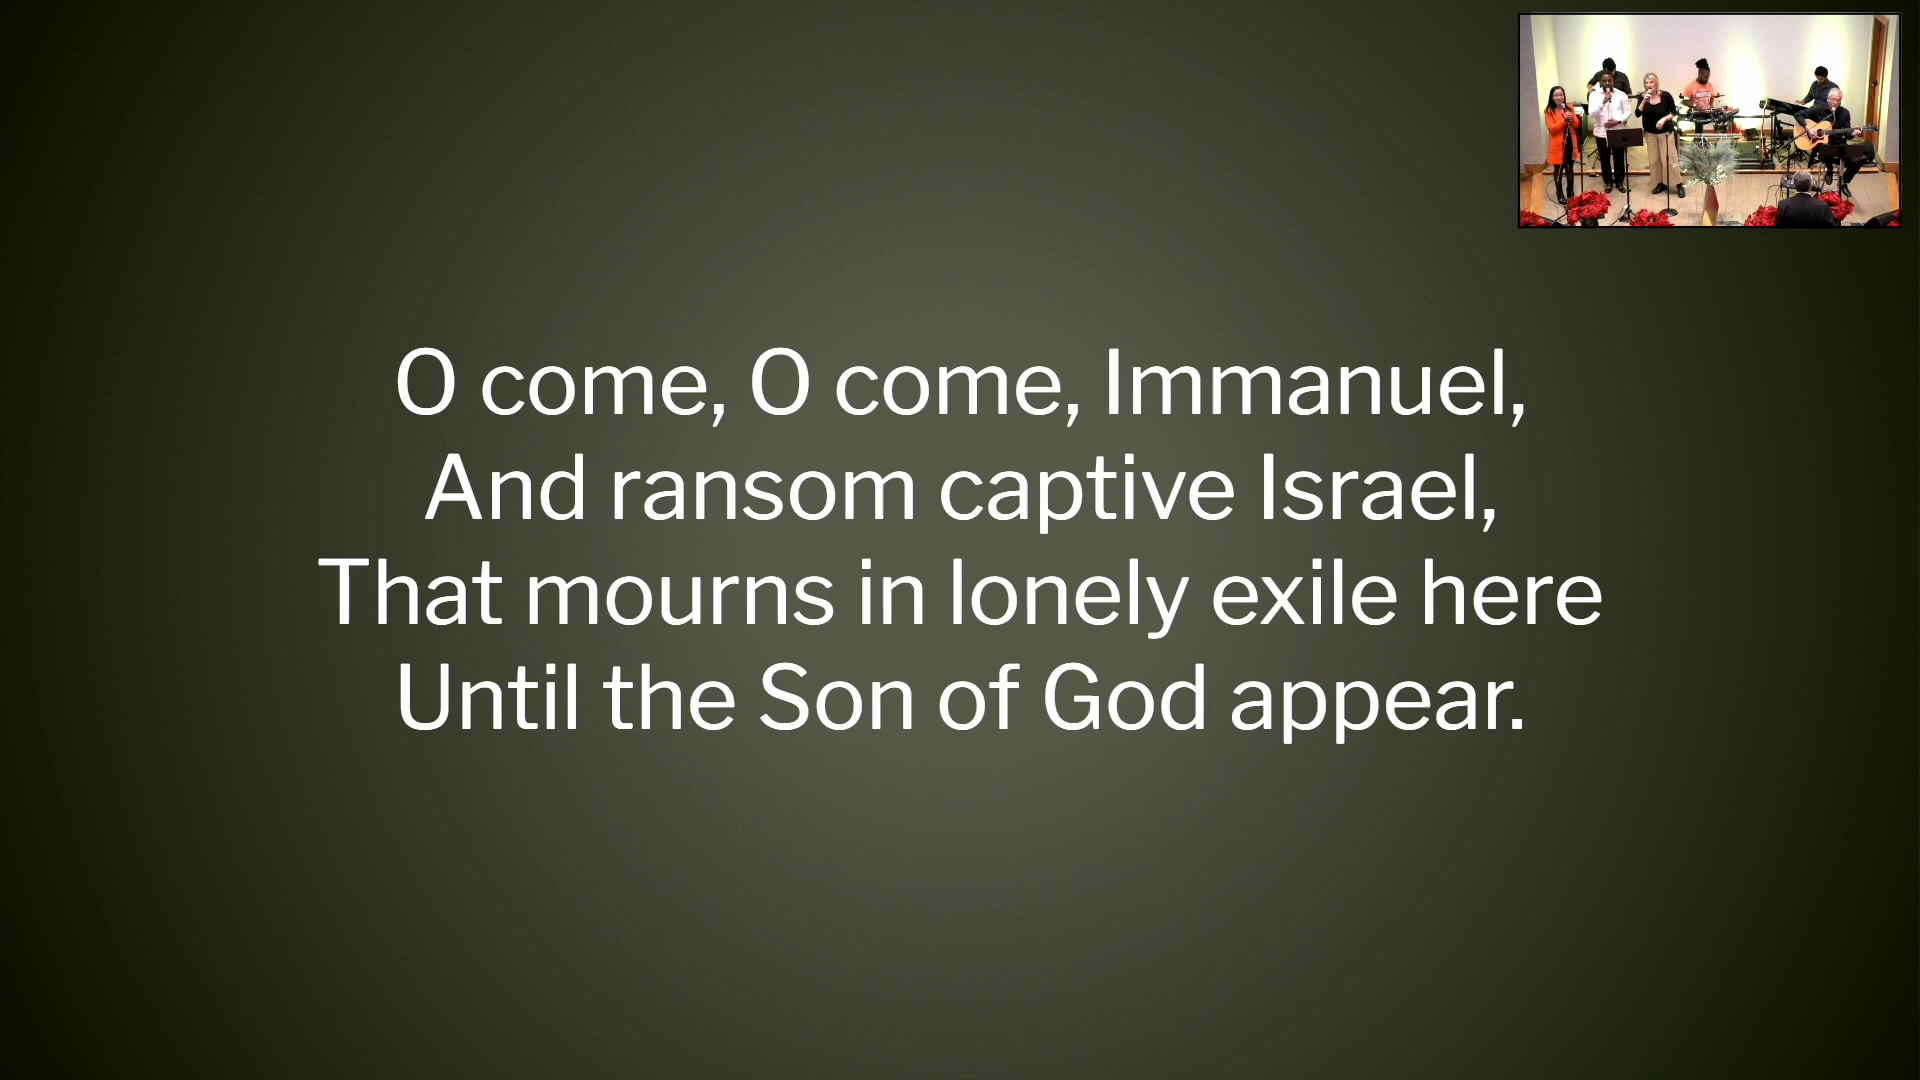 O come, O come, Immanuel,
And ransom captive Israel,
That mourns in lonely exile here
Until the Son of God appear.